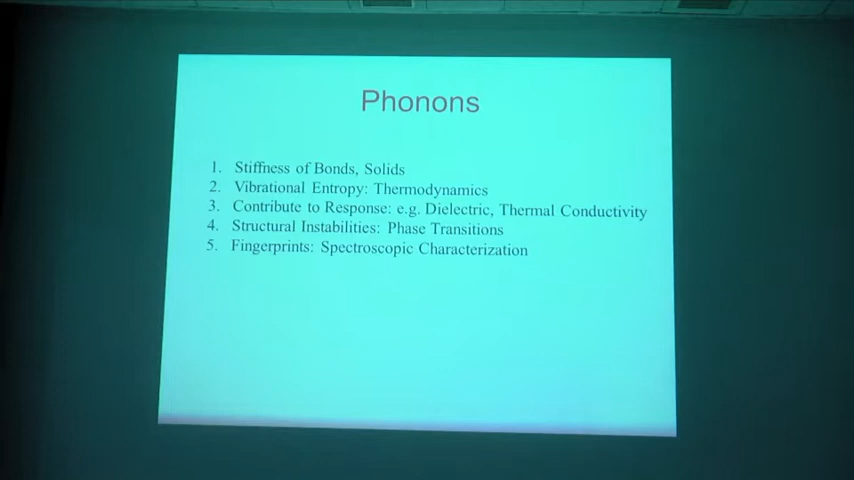 Phonons
1. Stiffness of Bonds, Solids
2. Vibrational Entropy: Thermodynamics
3. Contribute to Response: e.g. Dielectric, Thermal Conductivity
4. Structural Instabilities: Phase Transitions
5. Fingerprints: Spectroscopic Characterization